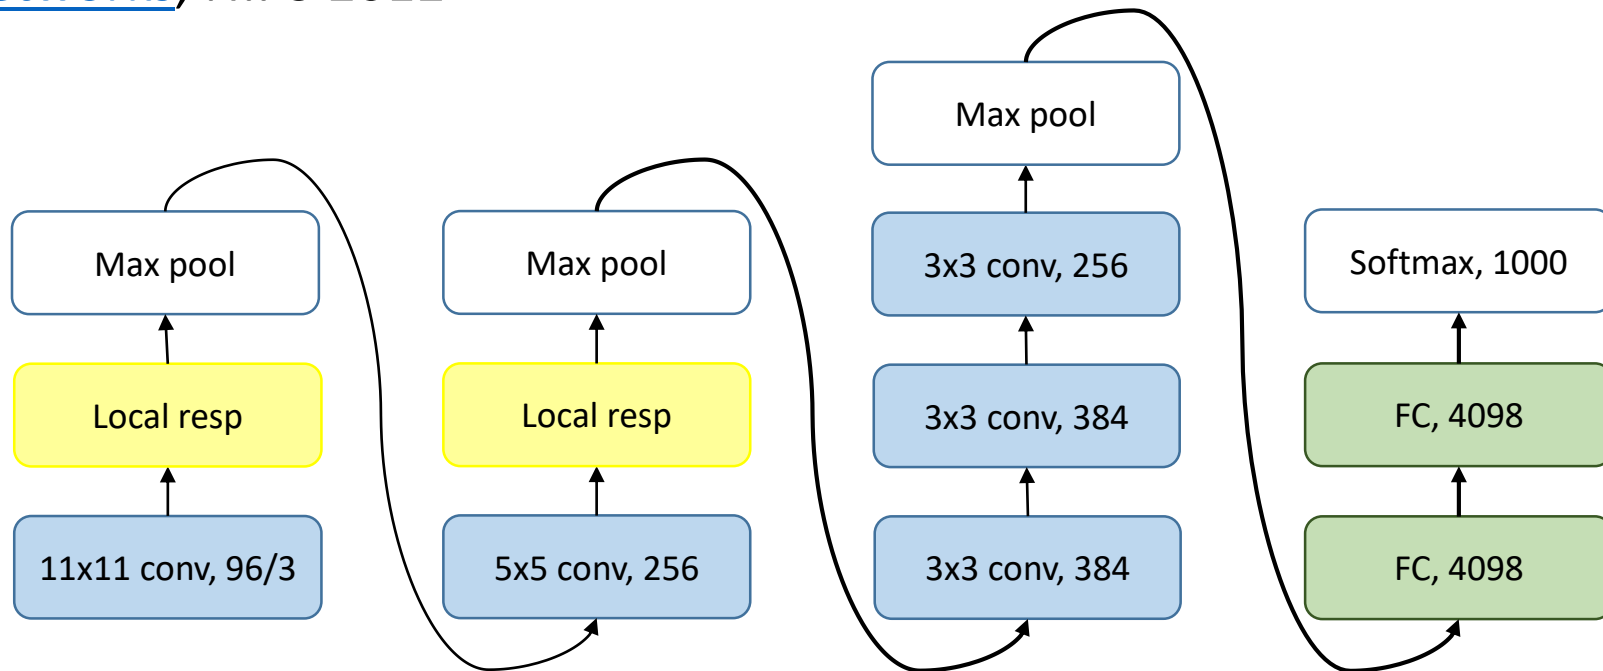 Max pool
Max pool
Max pool
3x3 conv, 256
Softmax, 1000
Local resp
Local resp
3x3 conv, 384
FC, 4098
11x11 conv, 96/3
5x5 conv, 256
3x3 conv, 384
FC, 4098